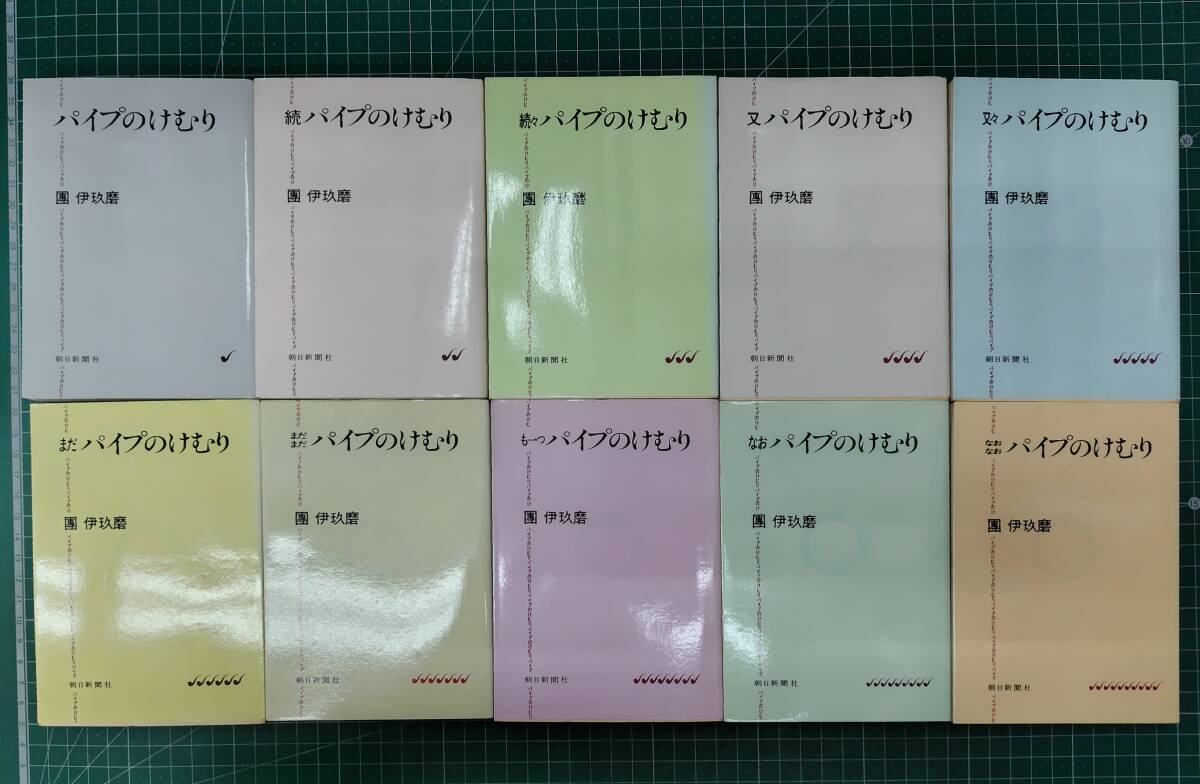 パイプのけむり
團 伊玖磨
朝日新聞社
続 パイプのけむり
團 伊玖磨
朝日新聞社
続々 パイプのけむり
團 伊玖磨
朝日新聞社
又 パイプのけむり
團 伊玖磨
朝日新聞社
又々 パイプのけむり
團 伊玖磨
朝日新聞社
まだ パイプのけむり
團 伊玖磨
朝日新聞社
まだ
まだ パイプのけむり
團 伊玖磨
朝日新聞社
も一つ パイプのけむり
團 伊玖磨
朝日新聞社
なお パイプのけむり
團 伊玖磨
朝日新聞社
なお
なお パイプのけむり
團 伊玖磨
朝日新聞社